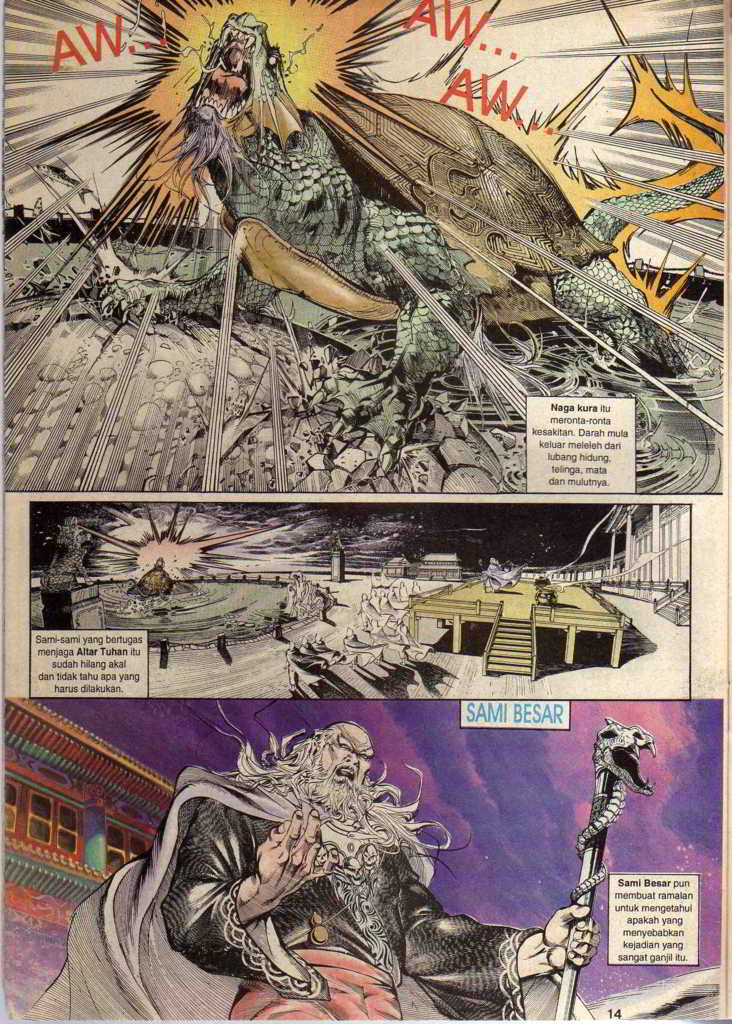 AW...
AW...
AW...
Naga kura itu
meronta-ronta
kesakitan. Darah mula
keluar meleleh dari
lubang hidung,
telinga, mata
dan mulutnya.
Sami-sami yang bertugas
menjaga Altar Tuhan itu
sudah hilang akal
dan tidak tahu apa yang
harus dilakukan.
SAMI BESAR
Sami Besar pun
membuat ramalan
untuk mengetahui
apakah yang
menyebabkan
kejadian yang
sangat ganjil itu.
14